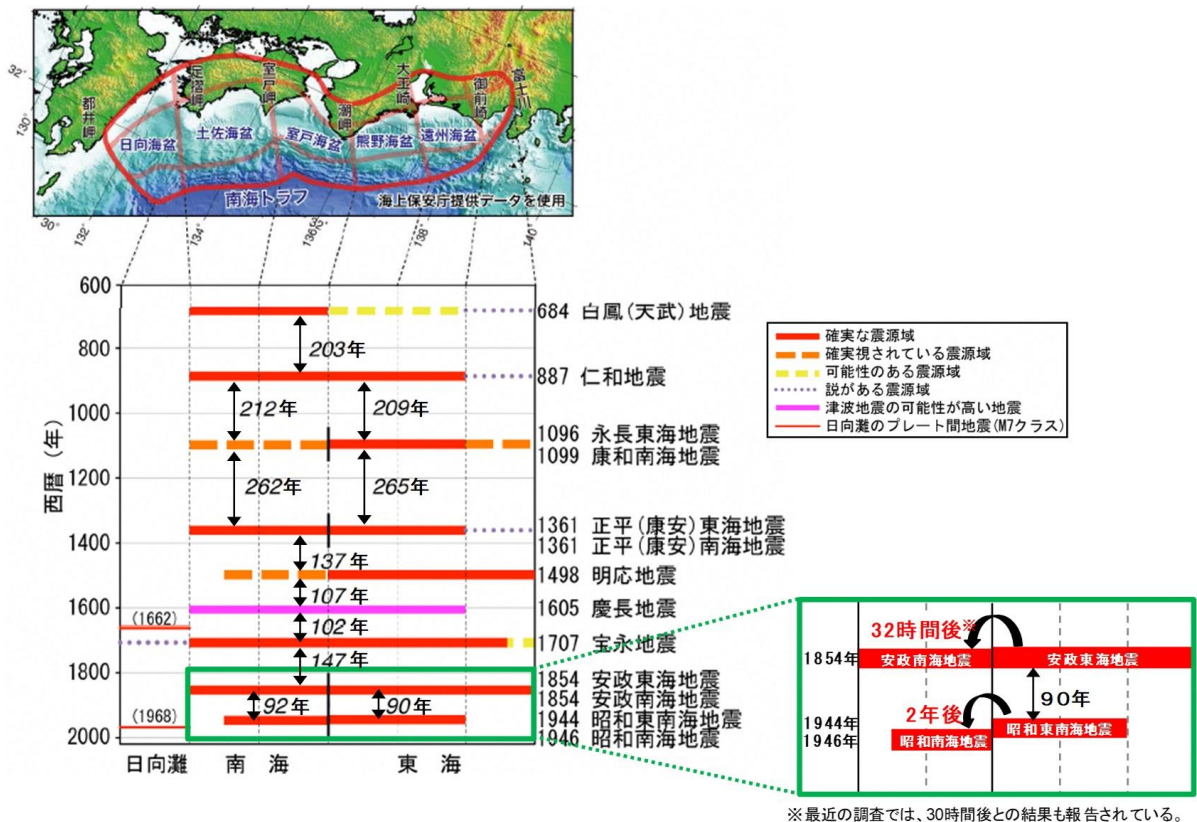 32°
130°
都井岬
足摺岬
室戸岬
潮岬
大王崎
御前崎
富士川
日向海盆
土佐海盆
室戸海盆
熊野海盆
遠州海盆
南海トラフ
海上保安庁提供データを使用
30°
132°
134°
136°
138°
140°
西暦(年)
600
800
1000
1200
1400
1600
1800
2000
684 白鳳(天武)地震
203年
887 仁和地震
212年
209年
1096 永長東海地震
1099 康和南海地震
262年
265年
1361 正平(康安)東海地震
1361 正平(康安)南海地震
137年
1498 明応地震
107年
1605 慶長地震
(1662)
102年
1707 宝永地震
147年
1854 安政東海地震
1854 安政南海地震
92年
90年
(1968)
1944 昭和東南海地震
1946 昭和南海地震
日向灘
南海
東海
確実な震源域
確実視されている震源域
可能性のある震源域
説がある震源域
津波地震の可能性が高い地震
日向灘のプレート間地震(M7クラス)
32時間後※
1854年
安政南海地震
安政東海地震
90年
2年後
1944年
1946年
昭和東南海地震
昭和南海地震
※最近の調査では、30時間後との結果も報告されている。